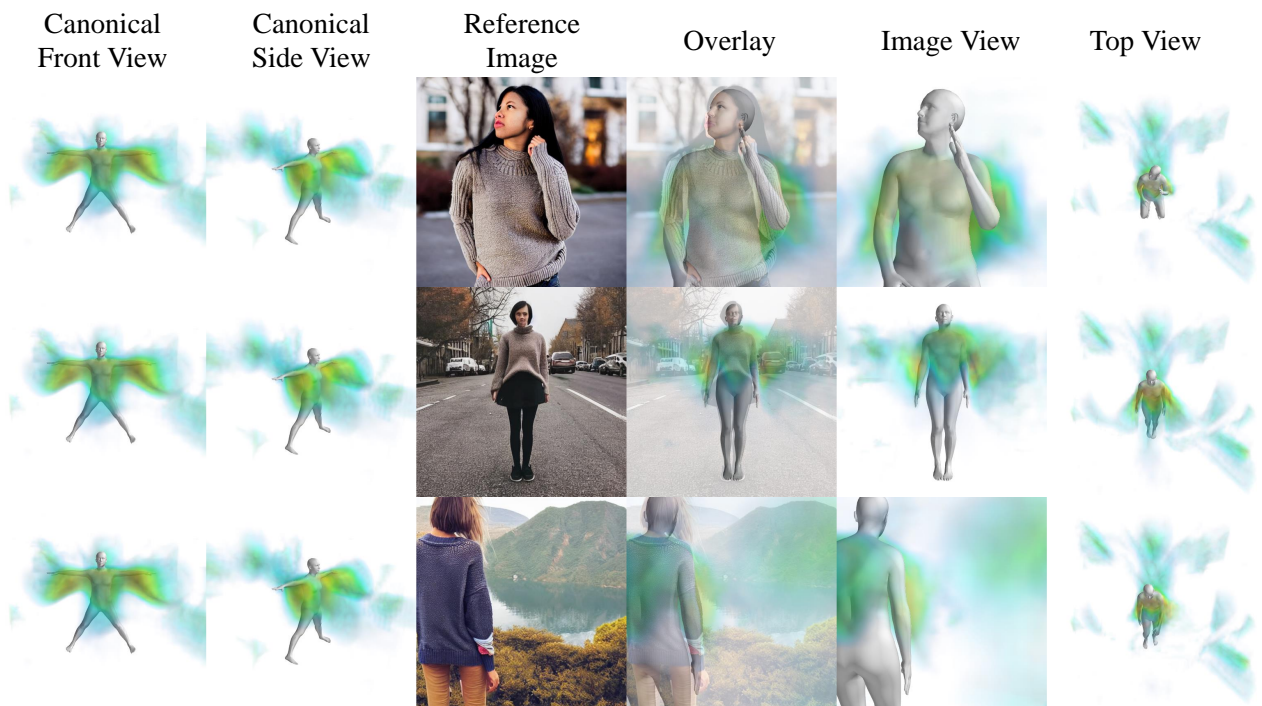 Canonical
Front View
Canonical
Side View
Reference
Image
Overlay
Image View
Top View